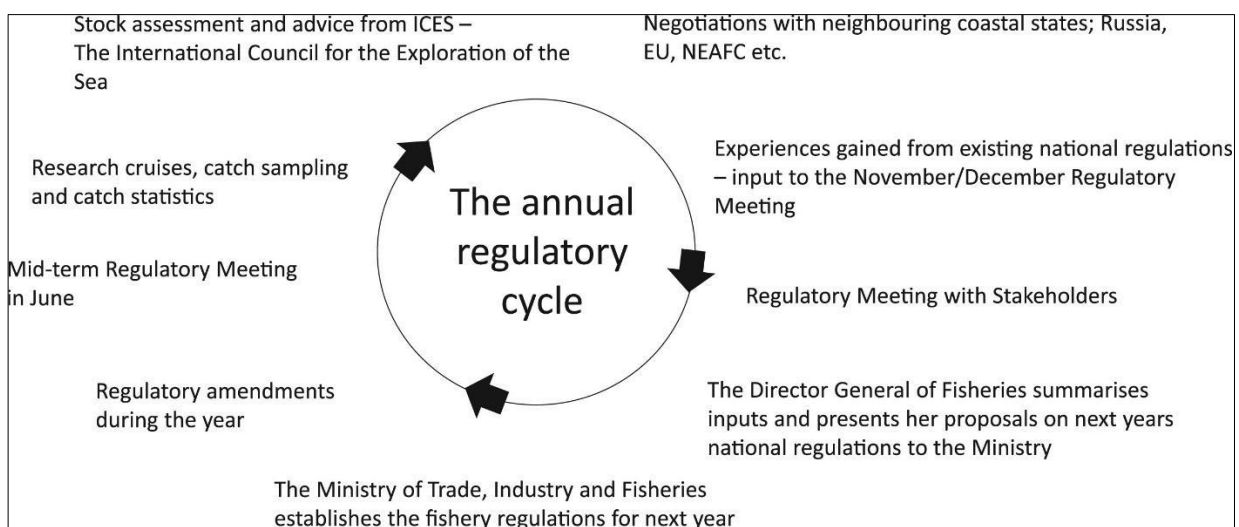 Stock assessment and advice from ICES –
The International Council for the Exploration of the
Sea
Negotiations with neighbouring coastal states; Russia,
EU, NEAFC etc.
Experiences gained from existing national regulations
– input to the November/December Regulatory
Meeting
Regulatory Meeting with Stakeholders
The Director General of Fisheries summarises
inputs and presents her proposals on next years
national regulations to the Ministry
The Ministry of Trade, Industry and Fisheries
establishes the fishery regulations for next year
Regulatory amendments
during the year
Mid-term Regulatory Meeting
in June
Research cruises, catch sampling
and catch statistics
The annual
regulatory
cycle